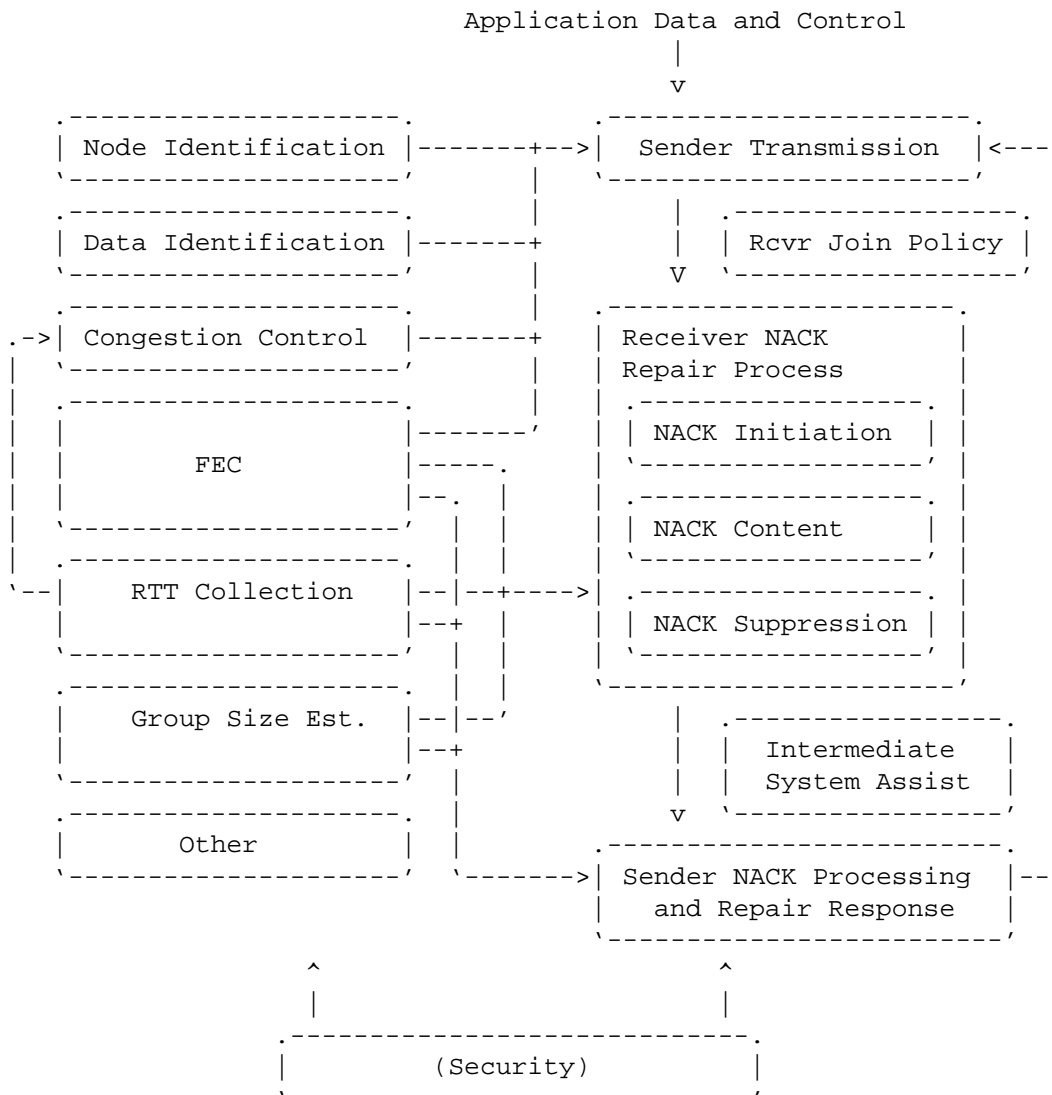 Application Data and Control
Node Identification
Sender Transmission
Data Identification
Rcvr Join Policy
Congestion Control
Receiver NACK
Repair Process
NACK Initiation
FEC
NACK Content
RTT Collection
NACK Suppression
Group Size Est.
Intermediate
System Assist
Other
Sender NACK Processing
and Repair Response
(Security)